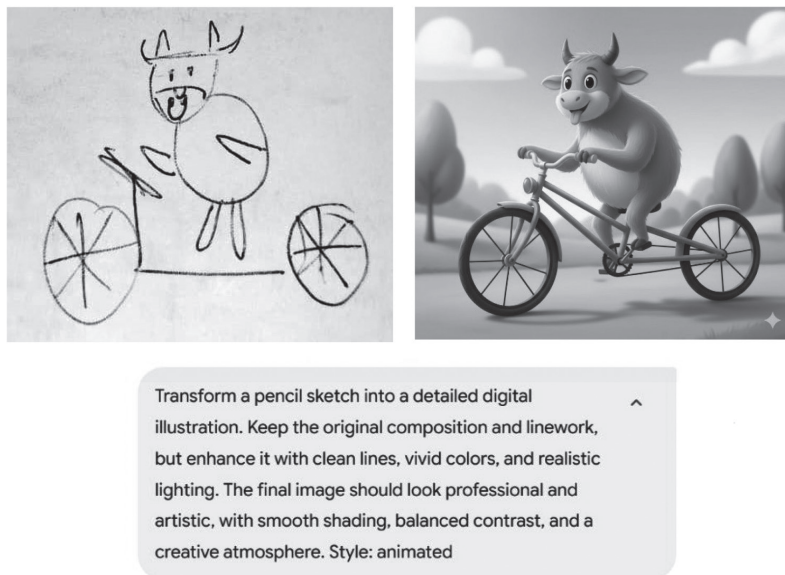 Transform a pencil sketch into a detailed digital
illustration. Keep the original composition and linework,
but enhance it with clean lines, vivid colors, and realistic
lighting. The final image should look professional and
artistic, with smooth shading, balanced contrast, and a
creative atmosphere. Style: animated